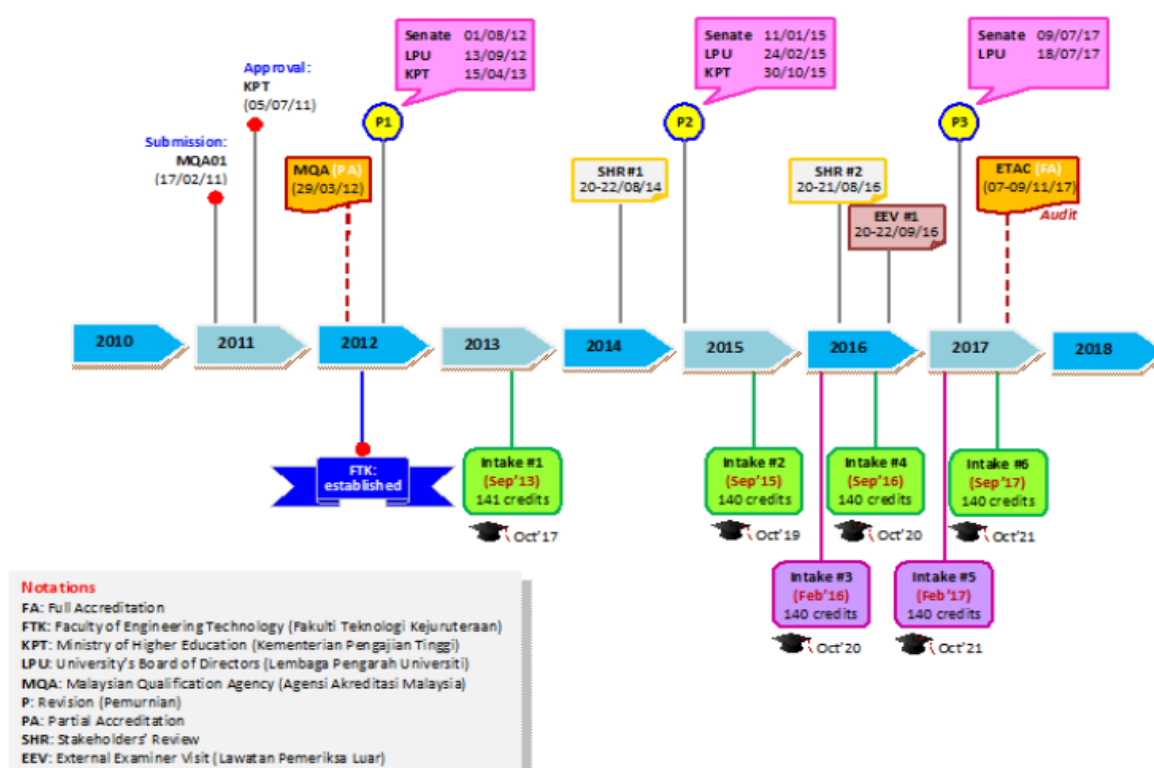 Senate 01/08/12
LPU 13/09/12
KPT 15/04/13
Senate 11/01/15
LPU 24/02/15
KPT 30/10/15
Senate 09/07/17
LPU 18/07/17
Approval:
KPT
(05/07/11)
P1
P2
P3
Submission:
MQA01
(17/02/11)
MQA (PA)
(29/03/12)
SHR #1
20-22/08/14
SHR #2
20-21/08/16
EEV #1
20-22/09/16
ETAC (FA)
(07-09/11/17)
Audit
2010
2011
2012
2013
2014
2015
2016
2017
2018
FTK:
established
Intake #1
(Sep'13)
141 credits
Oct'17
Intake #2
(Sep'15)
140 credits
Oct'19
Intake #4
(Sep'16)
140 credits
Oct'20
Intake #6
(Sep'17)
140 credits
Oct'21
Intake #3
(Feb'16)
140 credits
Oct'20
Intake #5
(Feb'17)
140 credits
Oct'21
Notations
FA: Full Accreditation
FTK: Faculty of Engineering Technology (Fakulti Teknologi Kejuruteraan)
KPT: Ministry of Higher Education (Kementerian Pengajian Tinggi)
LPU: University's Board of Directors (Lembaga Pengarah Universiti)
MQA: Malaysian Qualification Agency (Agensi Akreditasi Malaysia)
P: Revision (Pemurnian)
PA: Partial Accreditation
SHR: Stakeholders' Review
EEV: External Examiner Visit (Lawatan Pemeriksa Luar)